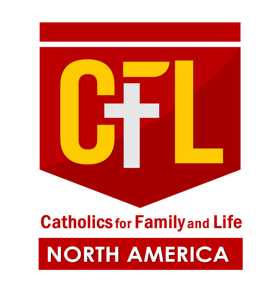 CFL
Catholics for Family and Life
NORTH AMERICA